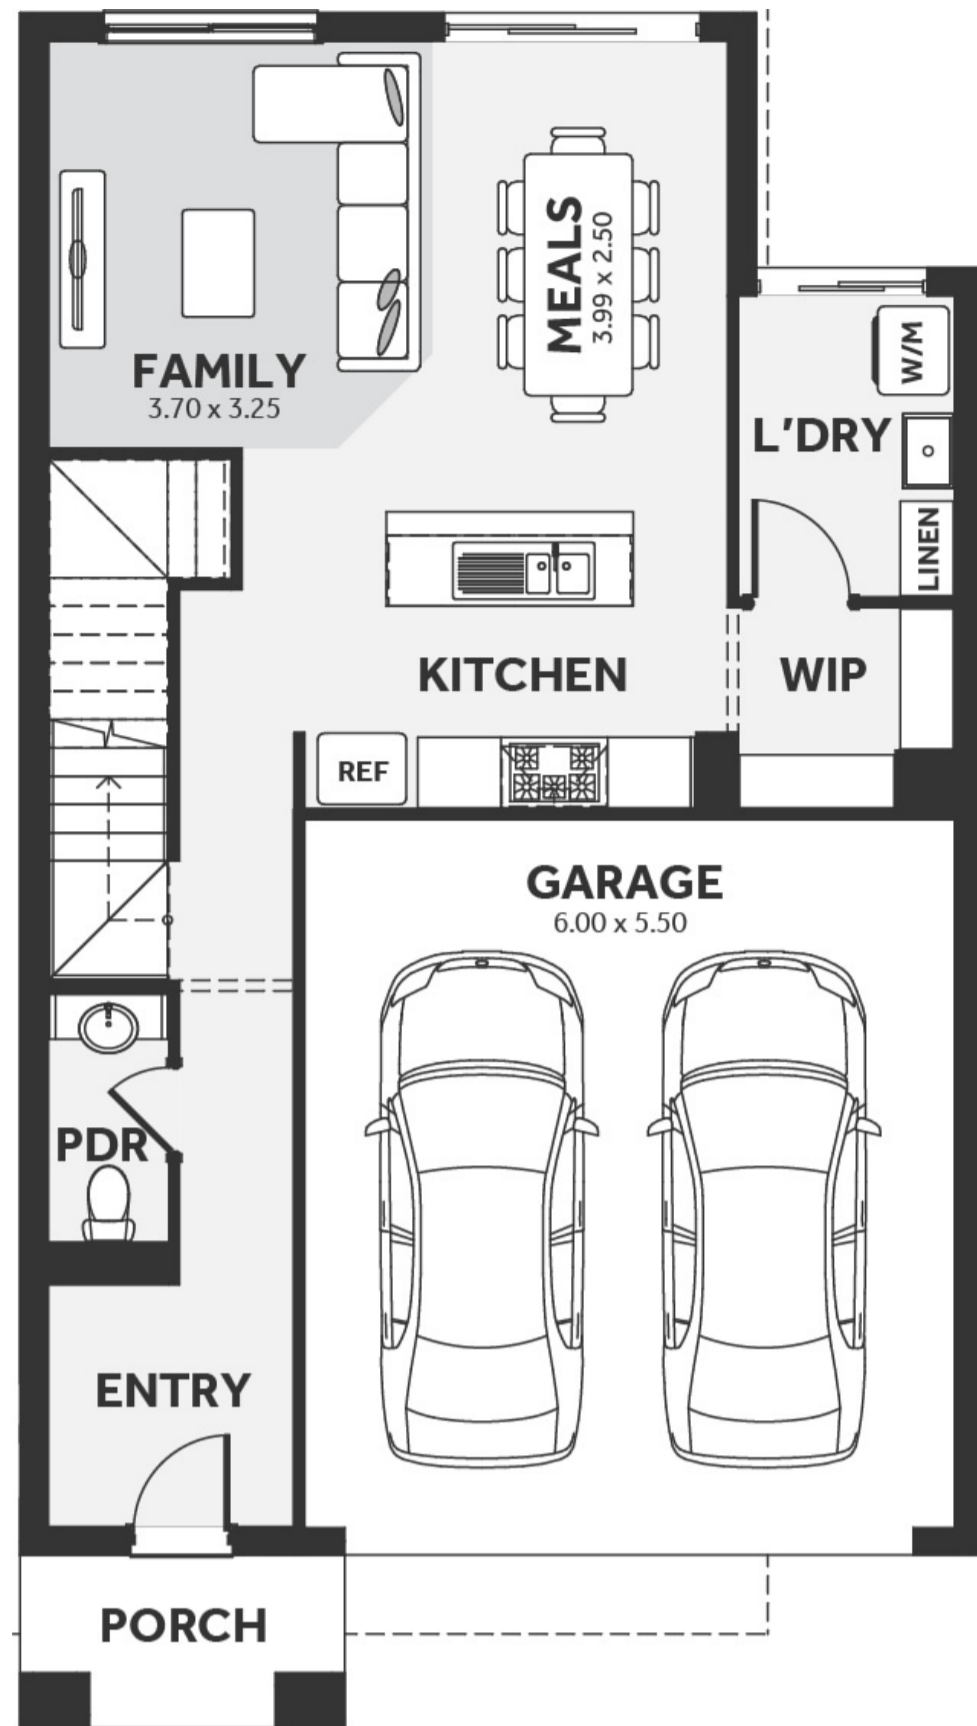 FAMILY
3.70 x 3.25
MEALS
3.99 x 2.50
W/M
L'DRY
LINEN
KITCHEN
WIP
REF
GARAGE
6.00 x 5.50
PDR
ENTRY
PORCH